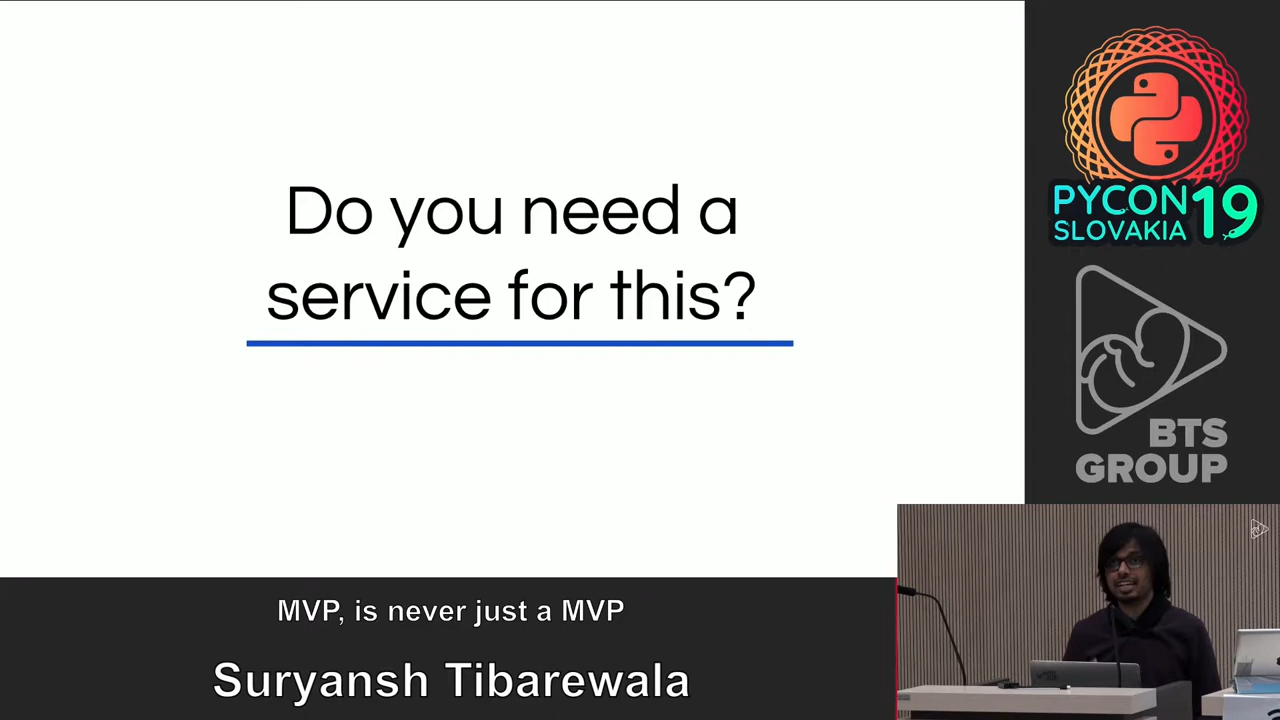 Do you need a
service for this?
PYCON 19
SLOVAKIA
BTS
GROUP
MVP, is never just a MVP
Suryansh Tibarewala